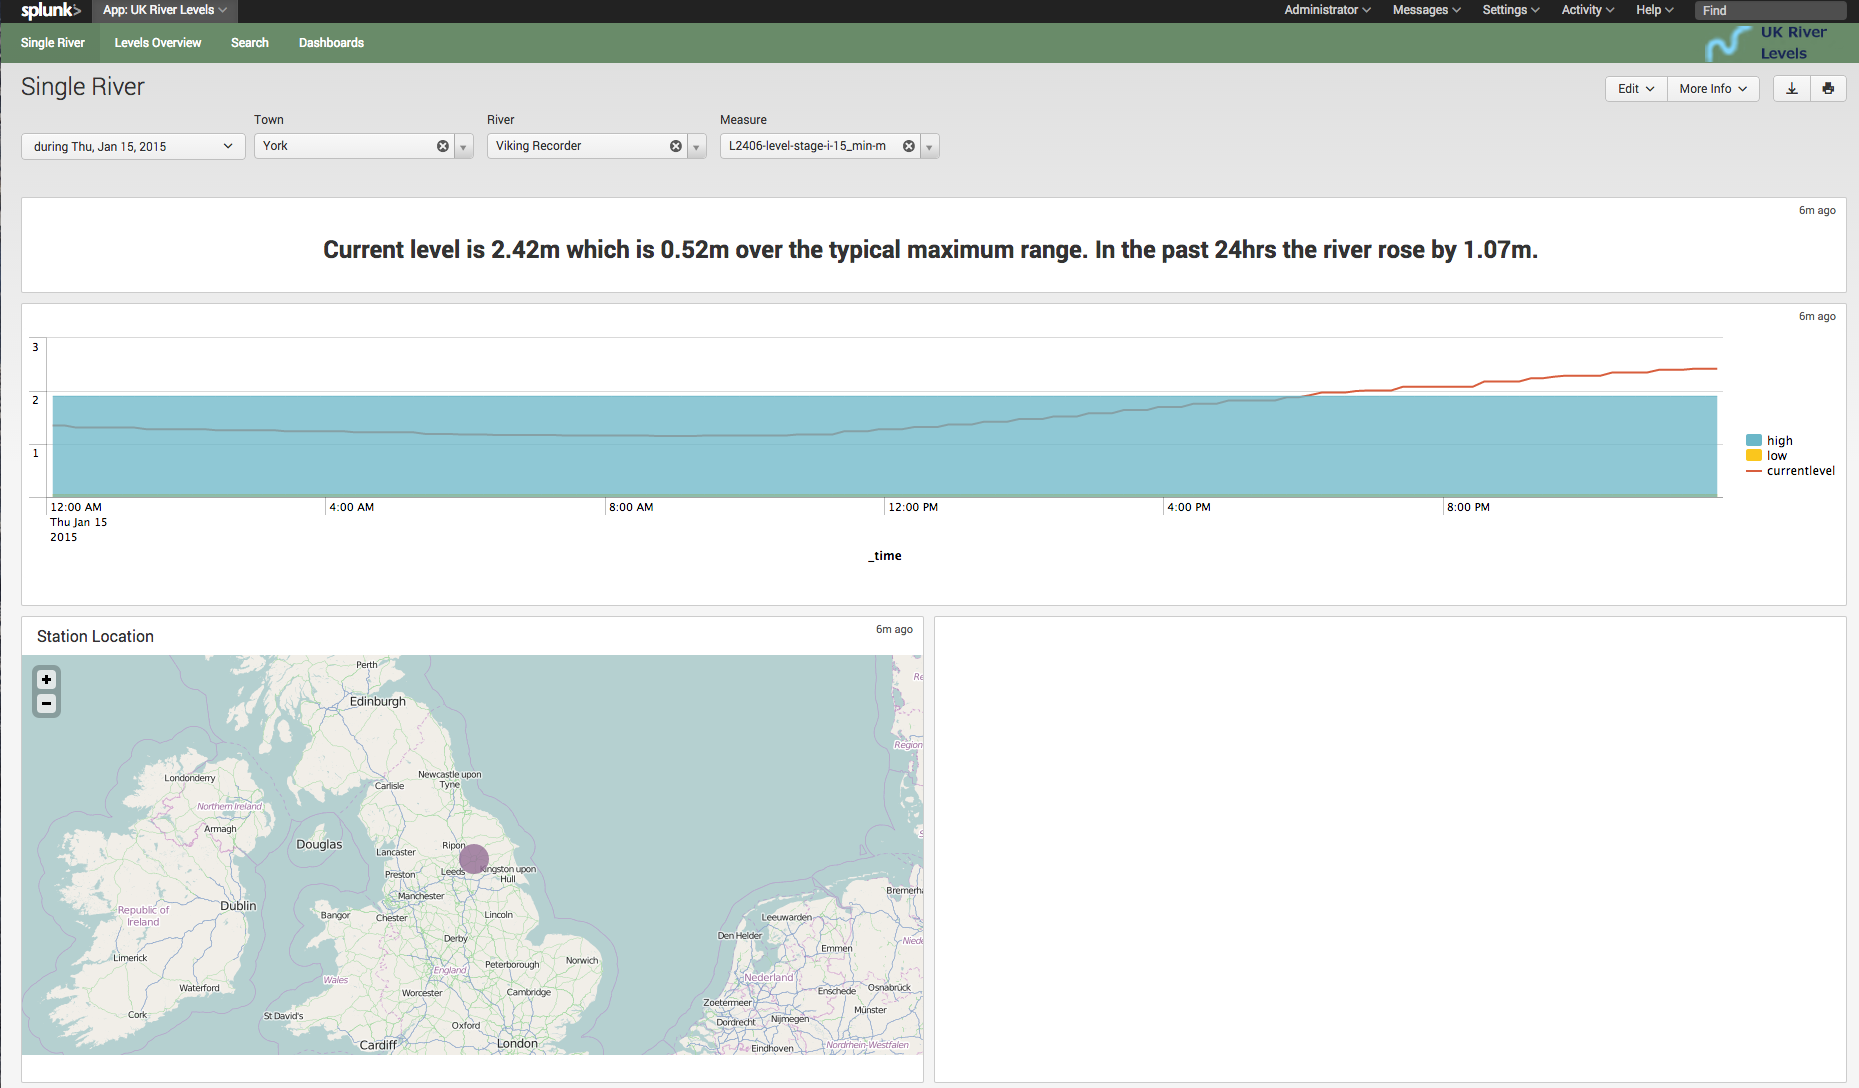 splunk> App: UK River Levels Administrator Messages Settings Activity Help Find
Single River Levels Overview Search Dashboards UK River
Levels
Single River
Edit More Info
Town River Measure
during Thu, Jan 15, 2015 York Viking Recorder L2406-level-stage-i-15_min-m
6m ago
Current level is 2.42m which is 0.52m over the typical maximum range. In the past 24hrs the river rose by 1.07m.
6m ago
3
2
1
high
low
currentlevel
12:00 AM 4:00 AM 8:00 AM 12:00 PM 4:00 PM 8:00 PM
Thu Jan 15
2015
_time
Station Location 6m ago
+
−
Perth
Edinburgh
Region
Londonderry
Newcastle upon
Tyne
Carlisle
Northern Ireland
Armagh
Douglas
Ripon
Lancaster
Preston
Leeds
Kingston upon
Hull
Manchester
Bremerh
Dublin
Republic of
Ireland
Bangor
Chester
Lincoln
Leeuwarden
Derby
Den Helder
Niede
Emmen
Limerick
Wales
England
Peterborough
Norwich
Nederland
Waterford
Worcester
Cambridge
Enschede
Osnabrück
Zoetermeer
Cork
St David's
Oxford
Dordrecht
Nijmegen
Münster
Cardiff
London
Eindhoven
Nordrhein-Westfalen